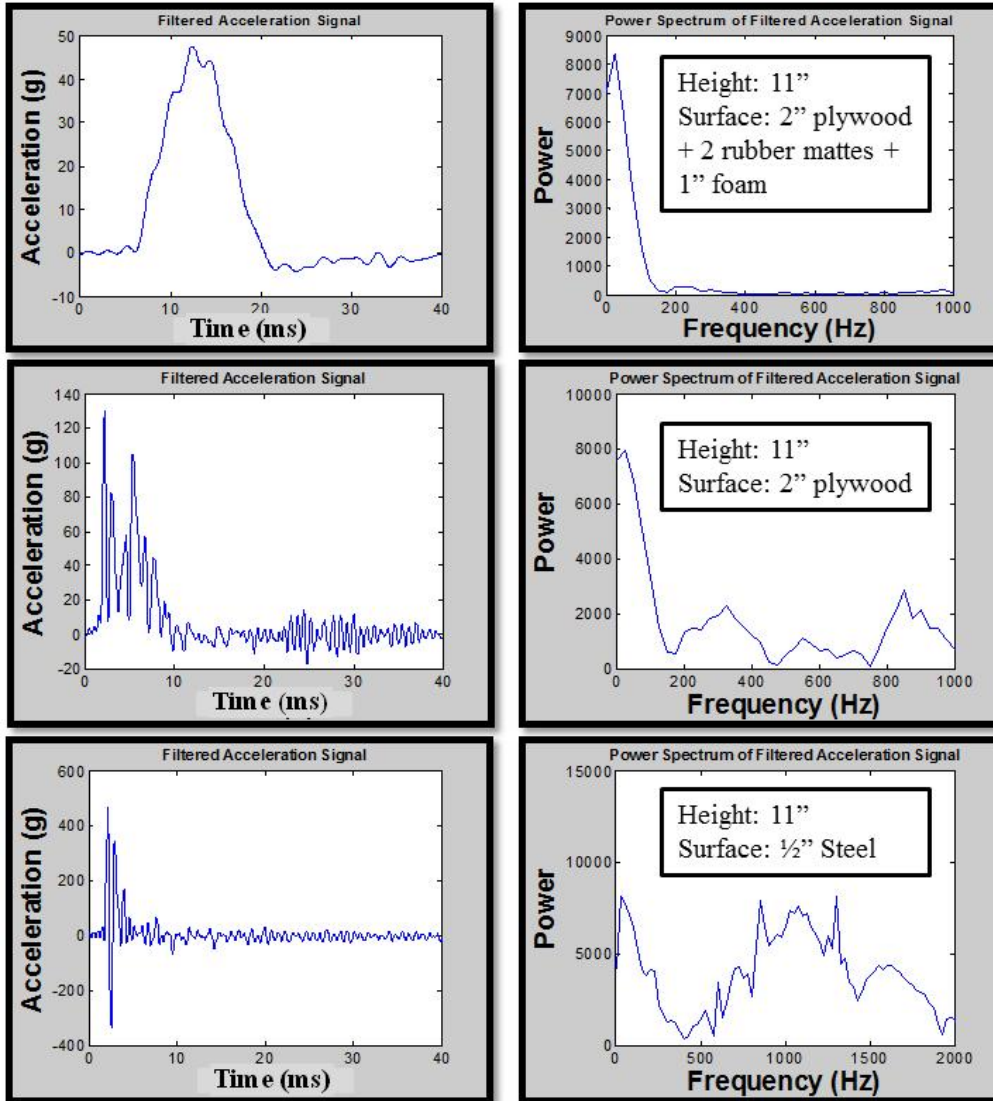 Filtered Acceleration Signal
Acceleration (g)
50
40
30
20
10
0
-10
0 10 20 30 40
Time (ms)
Power Spectrum of Filtered Acceleration Signal
Power
9000
8000
7000
6000
5000
4000
3000
2000
1000
0
0 200 400 600 800 1000
Frequency (Hz)
Height: 11”
Surface: 2” plywood
+ 2 rubber mattes +
1” foam
Filtered Acceleration Signal
Acceleration (g)
140
120
100
80
60
40
20
0
-20
0 10 20 30 40
Time (ms)
Power Spectrum of Filtered Acceleration Signal
Power
10000
8000
6000
4000
2000
0
0 200 400 600 800 1000
Frequency (Hz)
Height: 11”
Surface: 2” plywood
Filtered Acceleration Signal
Acceleration (g)
600
400
200
0
-200
-400
0 10 20 30 40
Time (ms)
Power Spectrum of Filtered Acceleration Signal
Power
15000
10000
5000
0
0 500 1000 1500 2000
Frequency (Hz)
Height: 11”
Surface: ½” Steel